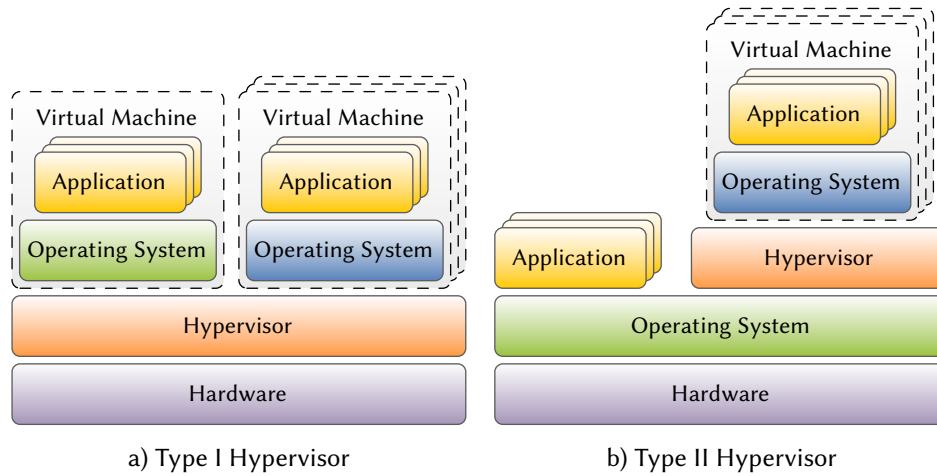 Virtual Machine
Application
Operating System
Virtual Machine
Application
Operating System
Hypervisor
Hardware
a) Type I Hypervisor
Virtual Machine
Application
Operating System
Application
Hypervisor
Operating System
Hardware
b) Type II Hypervisor